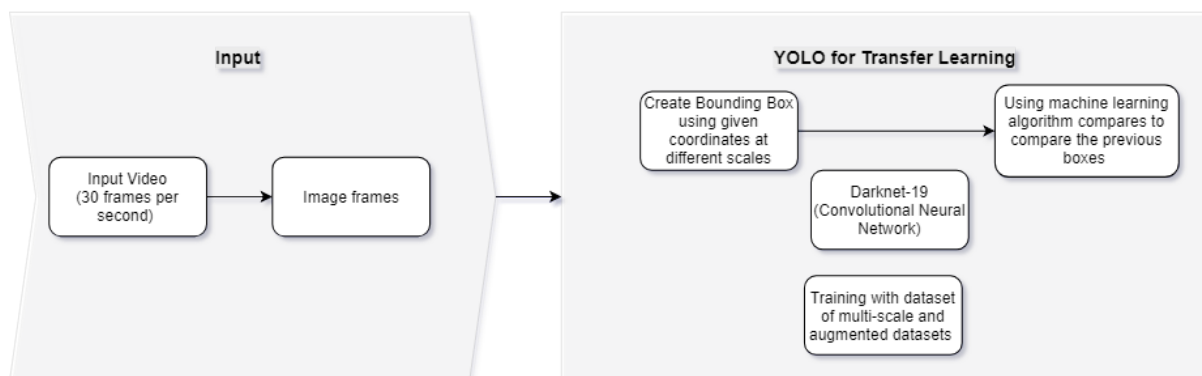 Input
Input Video
(30 frames per
second)
Image frames
YOLO for Transfer Learning
Create Bounding Box
using given
coordinates at
different scales
Using machine learning
algorithm compares to
compare the previous
boxes
Darknet-19
(Convolutional Neural
Network)
Training with dataset
of multi-scale and
augmented datasets